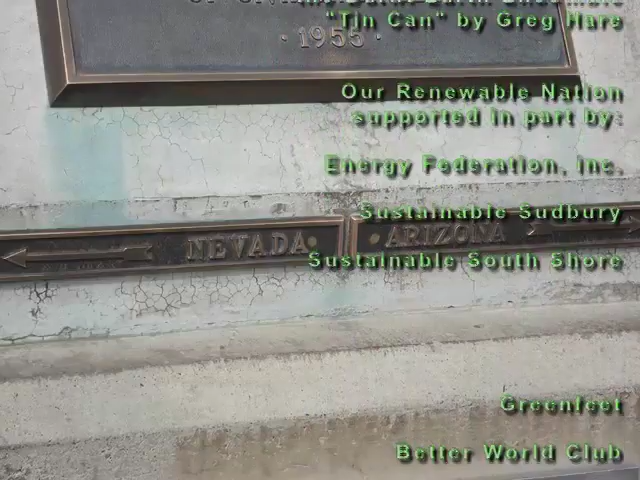 "Tin Can" by Greg Hare
· 1955 ·
Our Renewable Nation
supported in part by:
Energy Federation, Inc.
Sustainable Sudbury
NEVADA
ARIZONA
Sustainable South Shore
Greenfeet
Better World Club